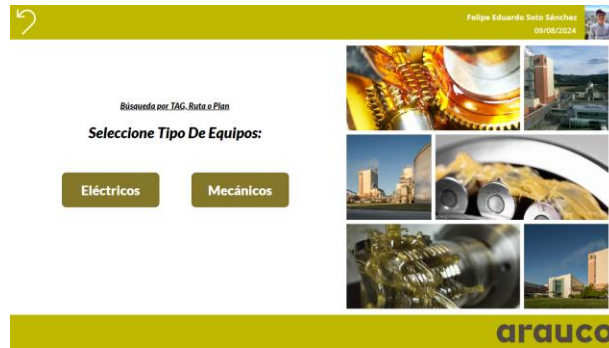 Felipe Eduardo Soto Sánchez
09/08/2024
Búsqueda por TAG, Ruta o Plan
Seleccione Tipo De Equipos:
Eléctricos
Mecánicos
arauco